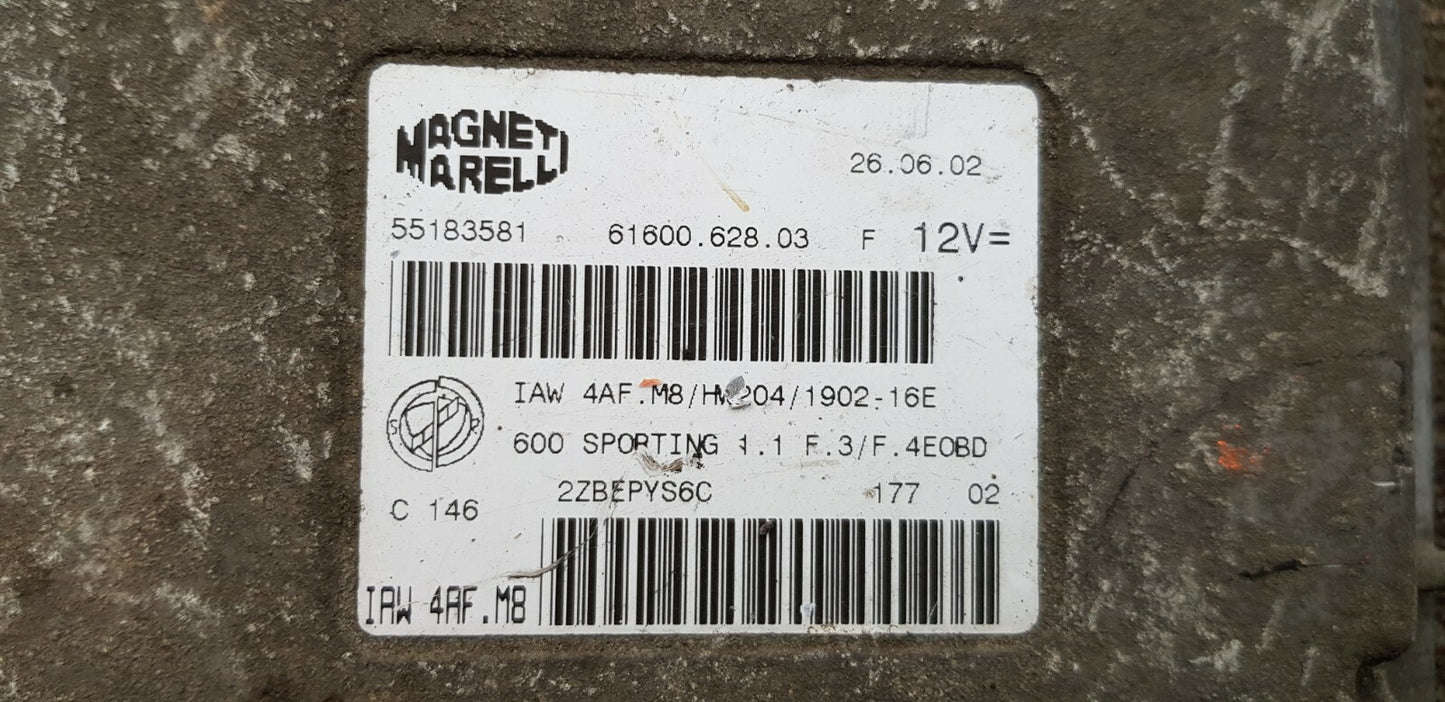 MAGNETI
MARELLI
26.06.02
55183581 61600.628.03 F 12V=
IAW 4AF.M8/HW204/1902-16E
600 SPORTING 1.1 F.3/F.4EOBD
2ZBEPYS6C 177 02
C 146
IAW 4AF.M8